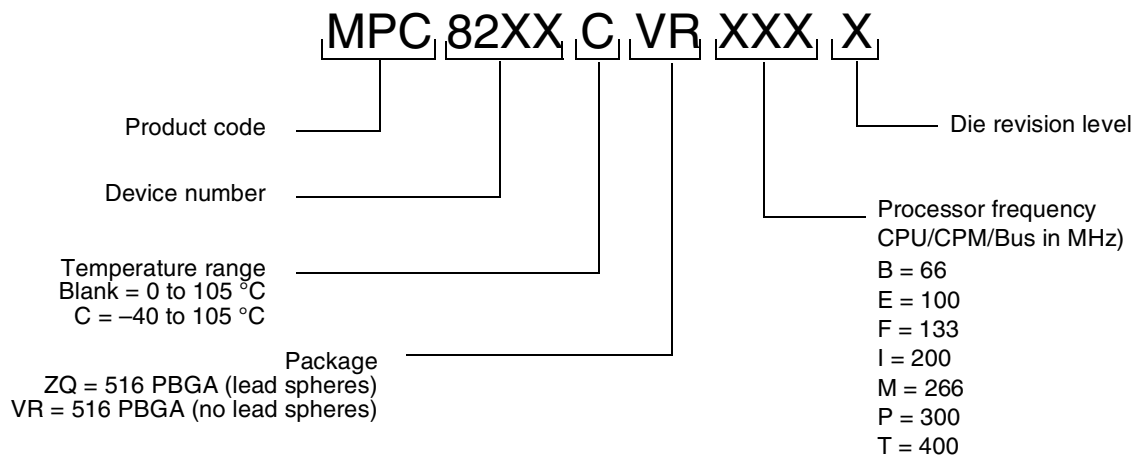 MPC 82XX C VR XXX X
Product code
Die revision level
Device number
Processor frequency
CPU/CPM/Bus in MHz)
B = 66
E = 100
F = 133
I = 200
M = 266
P = 300
T = 400
Temperature range
Blank = 0 to 105 °C
C = –40 to 105 °C
Package
ZQ = 516 PBGA (lead spheres)
VR = 516 PBGA (no lead spheres)